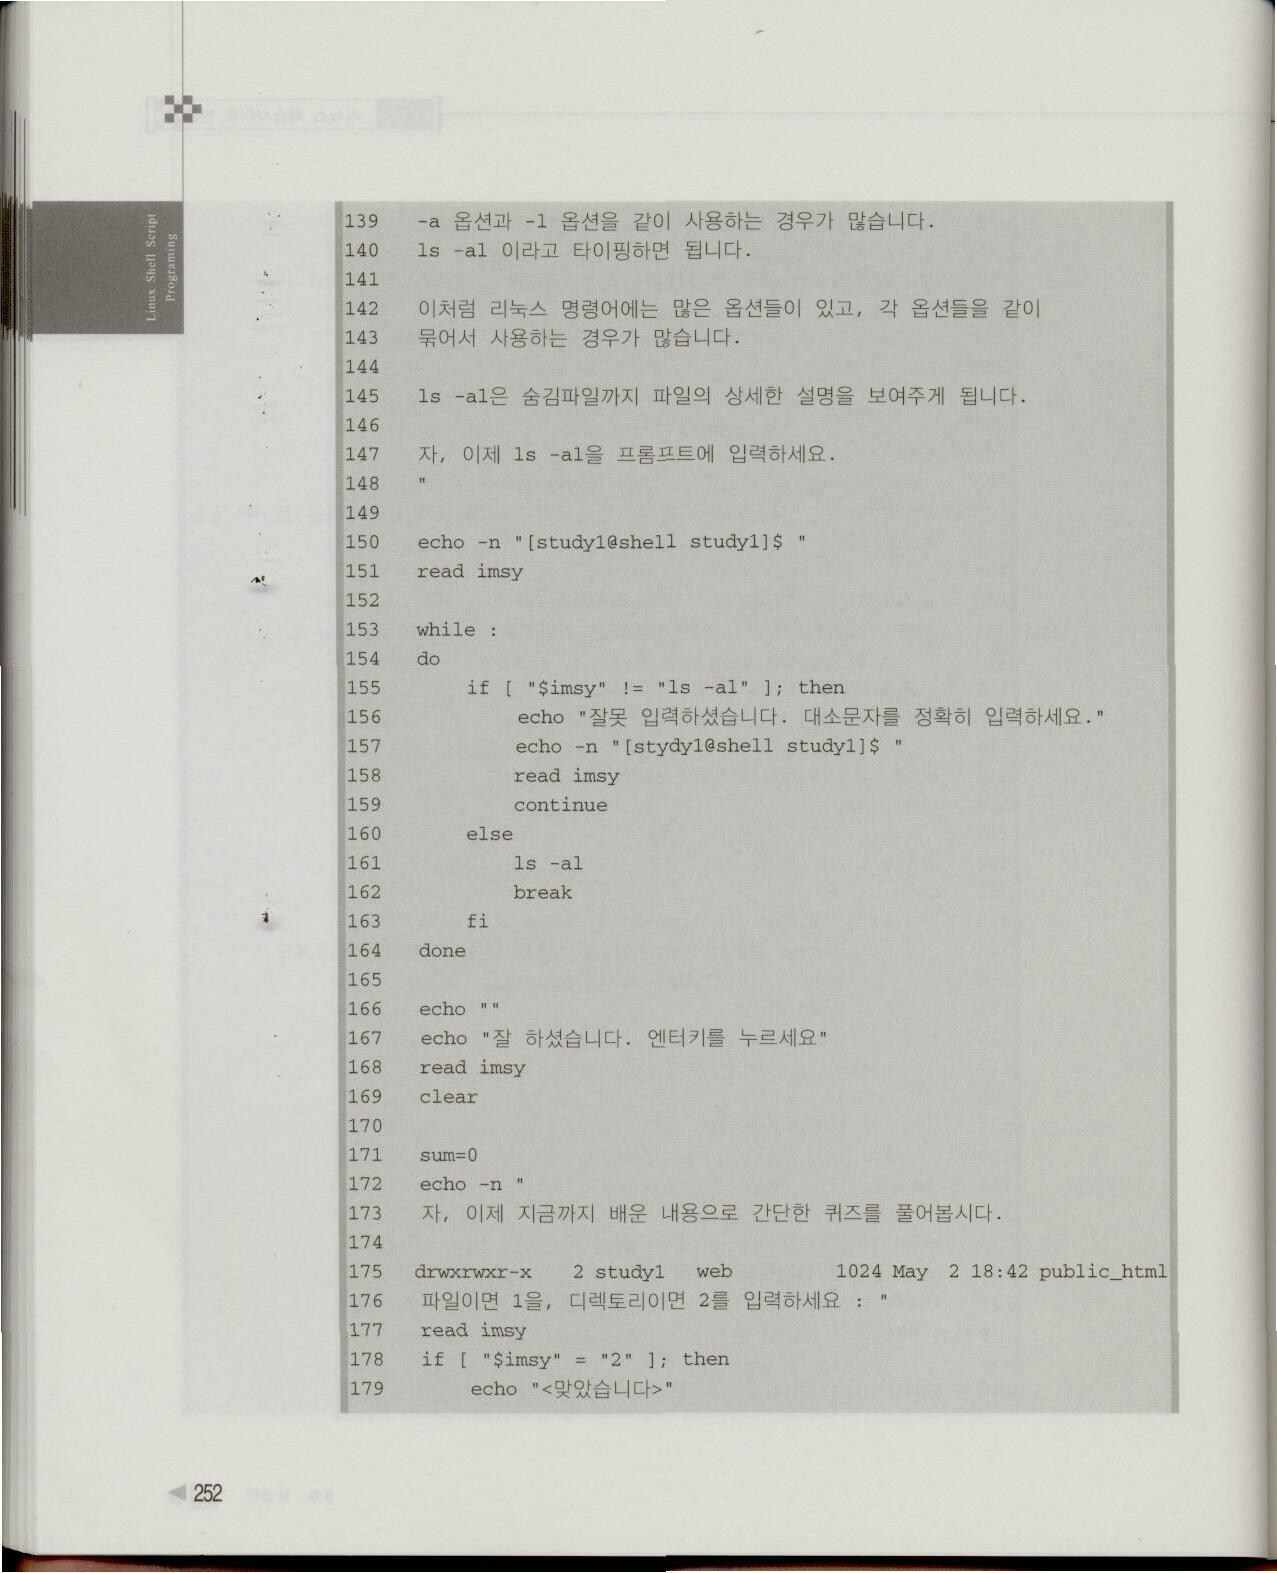 Linux Shell Script
Programing
139 -a 옵션과 -l 옵션을 같이 사용하는 경우가 많습니다.
140 ls -al 이라고 타이핑하면 됩니다.
141
142 이처럼 리눅스 명령어에는 많은 옵션들이 있고, 각 옵션들을 같이
143 묶어서 사용하는 경우가 많습니다.
144
145 ls -al은 숨김파일까지 파일의 상세한 설명을 보여주게 됩니다.
146
147 자, 이제 ls -al을 프롬프트에 입력하세요.
148 "
149
150 echo -n "[study1@shell study1]$ "
151 read imsy
152
153 while :
154 do
155 if [ "$imsy" != "ls -al" ]; then
156 echo "잘못 입력하셨습니다. 대소문자를 정확히 입력하세요."
157 echo -n "[stydy1@shell study1]$ "
158 read imsy
159 continue
160 else
161 ls -al
162 break
163 fi
164 done
165
166 echo ""
167 echo "잘 하셨습니다. 엔터키를 누르세요"
168 read imsy
169 clear
170
171 sum=0
172 echo -n "
173 자, 이제 지금까지 배운 내용으로 간단한 퀴즈를 풀어봅시다.
174
175 drwxrwxr-x 2 study1 web 1024 May 2 18:42 public_html
176 파일이면 1을, 디렉토리이면 2를 입력하세요 : "
177 read imsy
178 if [ "$imsy" = "2" ]; then
179 echo "<맞았습니다>"
252